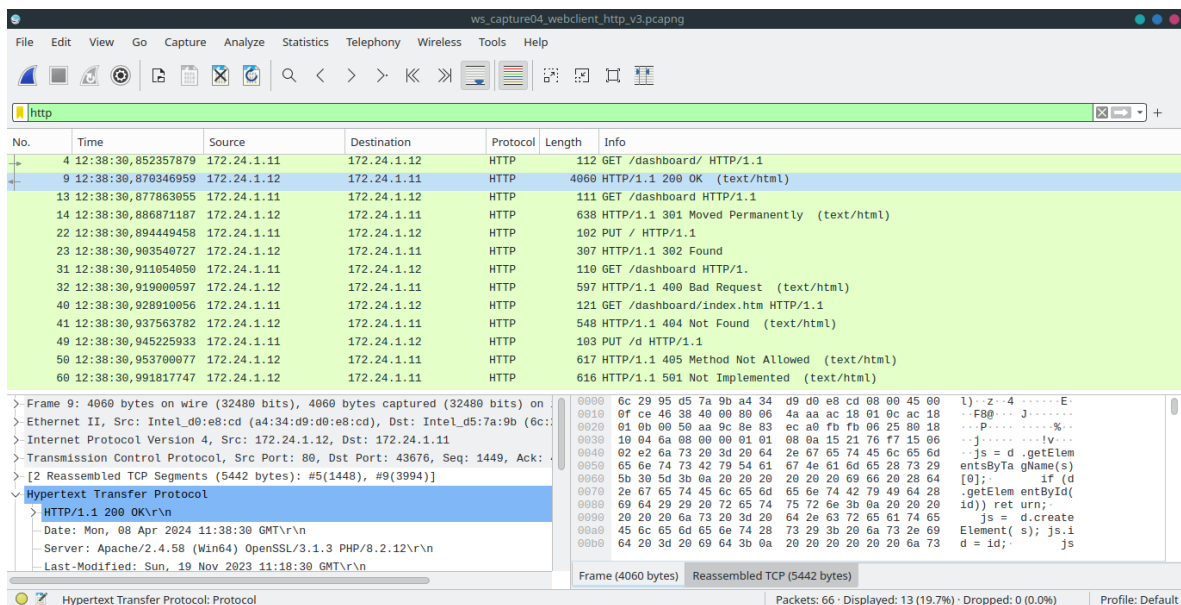 ws_capture04_webclient_http_v3.pcapng
File Edit View Go Capture Analyze Statistics Telephony Wireless Tools Help
http
No. Time Source Destination Protocol Length Info
4 12:38:30,852357879 172.24.1.11 172.24.1.12 HTTP 112 GET /dashboard/ HTTP/1.1
9 12:38:30,870346959 172.24.1.12 172.24.1.11 HTTP 4060 HTTP/1.1 200 OK (text/html)
13 12:38:30,877863055 172.24.1.11 172.24.1.12 HTTP 111 GET /dashboard HTTP/1.1
14 12:38:30,886871187 172.24.1.12 172.24.1.11 HTTP 638 HTTP/1.1 301 Moved Permanently (text/html)
22 12:38:30,894449458 172.24.1.11 172.24.1.12 HTTP 102 PUT / HTTP/1.1
23 12:38:30,903540727 172.24.1.12 172.24.1.11 HTTP 307 HTTP/1.1 302 Found
31 12:38:30,911054050 172.24.1.11 172.24.1.12 HTTP 110 GET /dashboard HTTP/1.
32 12:38:30,919000597 172.24.1.12 172.24.1.11 HTTP 597 HTTP/1.1 400 Bad Request (text/html)
40 12:38:30,928910056 172.24.1.11 172.24.1.12 HTTP 121 GET /dashboard/index.htm HTTP/1.1
41 12:38:30,937563782 172.24.1.12 172.24.1.11 HTTP 548 HTTP/1.1 404 Not Found (text/html)
49 12:38:30,945225933 172.24.1.11 172.24.1.12 HTTP 103 PUT /d HTTP/1.1
50 12:38:30,953700077 172.24.1.12 172.24.1.11 HTTP 617 HTTP/1.1 405 Method Not Allowed (text/html)
60 12:38:30,991817747 172.24.1.12 172.24.1.11 HTTP 616 HTTP/1.1 501 Not Implemented (text/html)
Frame 9: 4060 bytes on wire (32480 bits), 4060 bytes captured (32480 bits) on
Ethernet II, Src: Intel_d0:e8:cd (a4:34:d9:d0:e8:cd), Dst: Intel_d5:7a:9b (6c:
Internet Protocol Version 4, Src: 172.24.1.12, Dst: 172.24.1.11
Transmission Control Protocol, Src Port: 80, Dst Port: 43676, Seq: 1449, Ack:
[2 Reassembled TCP Segments (5442 bytes): #5(1448), #9(3994)]
Hypertext Transfer Protocol
HTTP/1.1 200 OK\r\n
Date: Mon, 08 Apr 2024 11:38:30 GMT\r\n
Server: Apache/2.4.58 (Win64) OpenSSL/3.1.3 PHP/8.2.12\r\n
Last-Modified: Sun, 19 Nov 2023 11:18:30 GMT\r\n
0000 6c 29 95 d5 7a 9b a4 34 d9 d0 e8 cd 08 00 45 00 l)··z··4 ······E·
0010 0f ce 46 38 40 00 80 06 4a aa ac 18 01 0c ac 18 ··F8@··· J·······
0020 01 0b 00 50 aa 9c 8e 83 ec a0 fb fb 06 25 80 18 ···P···· ·····%··
0030 10 04 6a 08 00 00 01 01 08 0a 15 21 76 f7 15 06 ··j····· ···!v···
0040 02 e2 6a 73 20 3d 20 64 2e 67 65 74 45 6c 65 6d ··js = d .getElem
0050 65 6e 74 73 42 79 54 61 67 4e 61 6d 65 28 73 29 entsByTa gName(s)
0060 5b 30 5d 3b 0a 20 20 20 20 20 20 69 66 20 28 64 [0];· if (d
0070 2e 67 65 74 45 6c 65 6d 65 6e 74 42 79 49 64 28 .getElem entById(
0080 69 64 29 29 20 72 65 74 75 72 6e 3b 0a 20 20 20 id)) ret urn;·
0090 20 20 20 6a 73 20 3d 20 64 2e 63 72 65 61 74 65 js = d.create
00a0 45 6c 65 6d 65 6e 74 28 73 29 3b 20 6a 73 2e 69 Element( s); js.i
00b0 64 20 3d 20 69 64 3b 0a 20 20 20 20 20 20 6a 73 d = id;· js
Frame (4060 bytes) Reassembled TCP (5442 bytes)
Hypertext Transfer Protocol: Protocol Packets: 66 · Displayed: 13 (19.7%) · Dropped: 0 (0.0%) Profile: Default